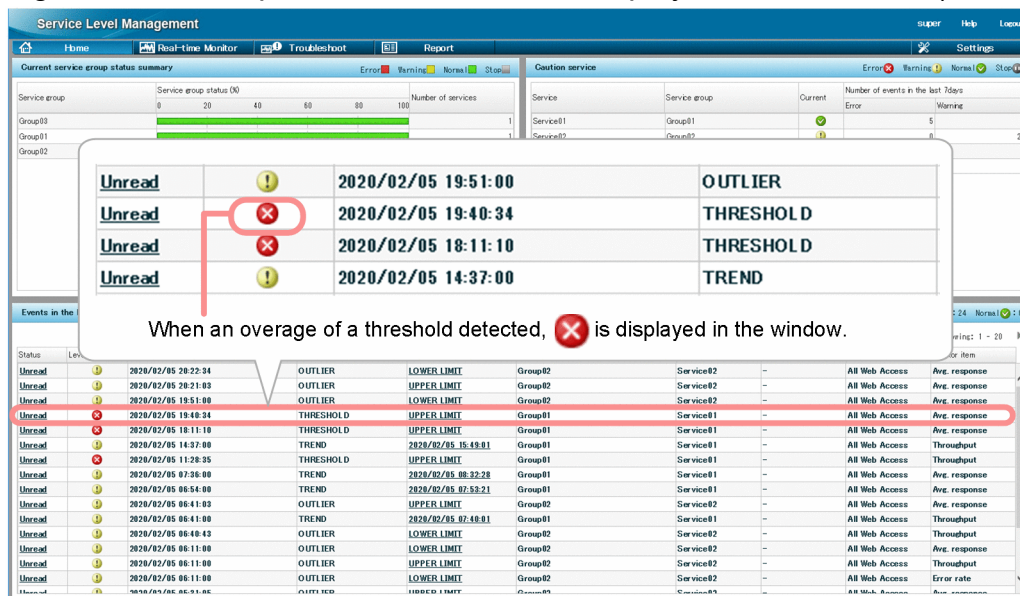 Service Level Management super Help Logou
Home Real-time Monitor Troubleshoot Report Settings
Current service group status summary Error Warning Normal Stop
Caution service Error Warning Normal Stop
Service group Service group status (%) Number of services
0 20 40 60 80 100
Service Service group Current Number of events in the last 7days
Error Warning
Group03 1
Group01 1
Group02
Service01 Group01 5
Service02 Group02 0
Unread 2020/02/05 19:51:00 OUTLIER
Unread 2020/02/05 19:40:34 THRESHOLD
Unread 2020/02/05 18:11:10 THRESHOLD
Unread 2020/02/05 14:37:00 TREND
When an overage of a threshold detected, is displayed in the window.
Events in the : 24 Normal :
wing: 1 - 20
Status Lev or item
Unread 2020/02/05 20:22:34 OUTLIER LOWER LIMIT Group02 Service02 - All Web Access Avg. response
Unread 2020/02/05 20:21:03 OUTLIER UPPER LIMIT Group02 Service02 - All Web Access Avg. response
Unread 2020/02/05 19:51:00 OUTLIER LOWER LIMIT Group02 Service02 - All Web Access Avg. response
Unread 2020/02/05 19:40:34 THRESHOLD UPPER LIMIT Group01 Service01 - All Web Access Avg. response
Unread 2020/02/05 18:11:10 THRESHOLD UPPER LIMIT Group01 Service01 - All Web Access Avg. response
Unread 2020/02/05 14:37:00 TREND 2020/02/05 15:49:01 Group01 Service01 - All Web Access Throughput
Unread 2020/02/05 11:28:35 THRESHOLD UPPER LIMIT Group01 Service01 - All Web Access Throughput
Unread 2020/02/05 07:36:00 TREND 2020/02/05 08:32:28 Group01 Service01 - All Web Access Avg. response
Unread 2020/02/05 06:54:00 TREND 2020/02/05 07:53:21 Group01 Service01 - All Web Access Avg. response
Unread 2020/02/05 06:41:03 OUTLIER UPPER LIMIT Group02 Service02 - All Web Access Avg. response
Unread 2020/02/05 06:41:00 TREND 2020/02/05 07:40:01 Group01 Service01 - All Web Access Throughput
Unread 2020/02/05 06:40:43 OUTLIER LOWER LIMIT Group02 Service02 - All Web Access Throughput
Unread 2020/02/05 06:11:00 OUTLIER LOWER LIMIT Group02 Service02 - All Web Access Avg. response
Unread 2020/02/05 06:11:00 OUTLIER UPPER LIMIT Group02 Service02 - All Web Access Throughput
Unread 2020/02/05 06:11:00 OUTLIER LOWER LIMIT Group02 Service02 - All Web Access Error rate